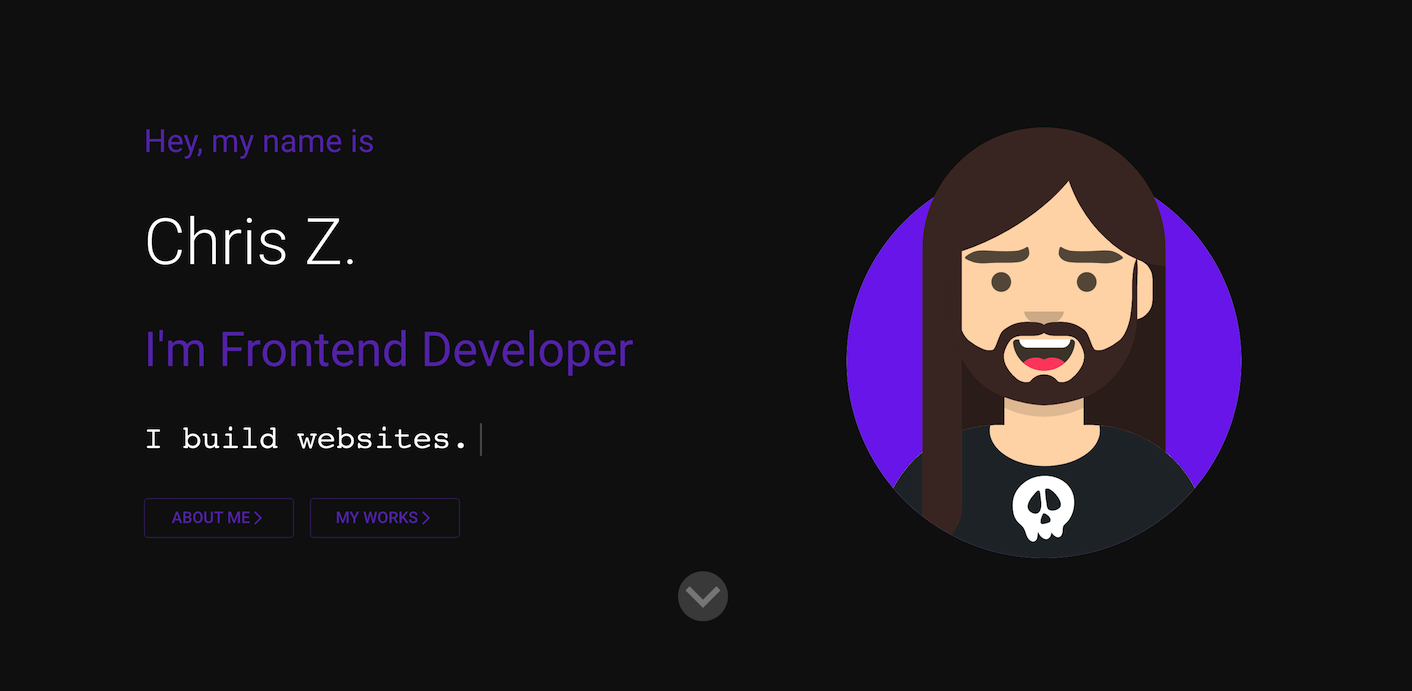 Hey, my name is
Chris Z.
I'm Frontend Developer
I build websites.
ABOUT ME
MY WORKS